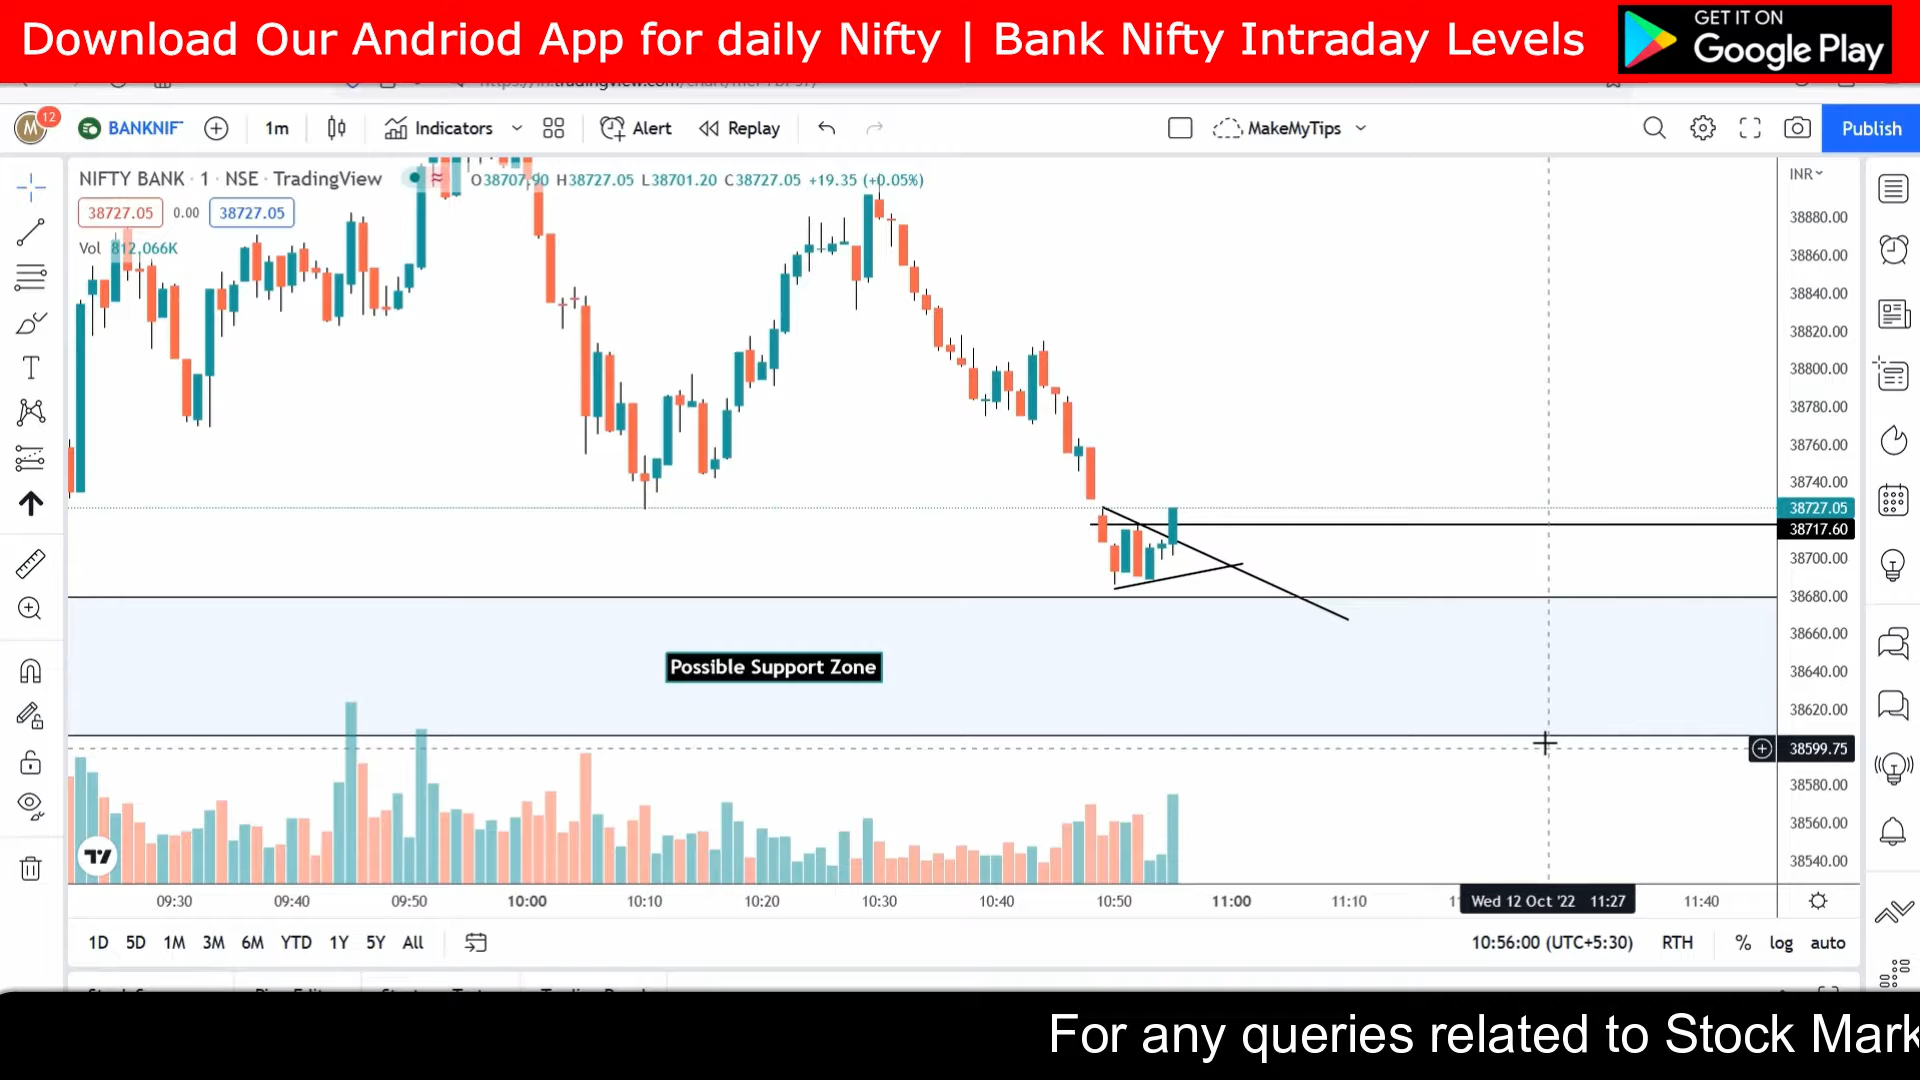 Download Our Andriod App for daily Nifty | Bank Nifty Intraday Levels
GET IT ON
Google Play
M 12 BANKNIF 1m Indicators Alert Replay MakeMyTips Publish
NIFTY BANK · 1 · NSE · TradingView O38707.90 H38727.05 L38701.20 C38727.05 +19.35 (+0.05%)
INR
38727.05 0.00 38727.05
Vol 812.066K
38880.00
38860.00
38840.00
38820.00
38800.00
38780.00
38760.00
38740.00
38727.05
38717.60
38700.00
38680.00
38660.00
Possible Support Zone
38640.00
38620.00
38599.75
38580.00
38560.00
38540.00
09:30 09:40 09:50 10:00 10:10 10:20 10:30 10:40 10:50 11:00 11:10 Wed 12 Oct '22 11:27 11:40
1D 5D 1M 3M 6M YTD 1Y 5Y All 10:56:00 (UTC+5:30) RTH % log auto
For any queries related to Stock Mark